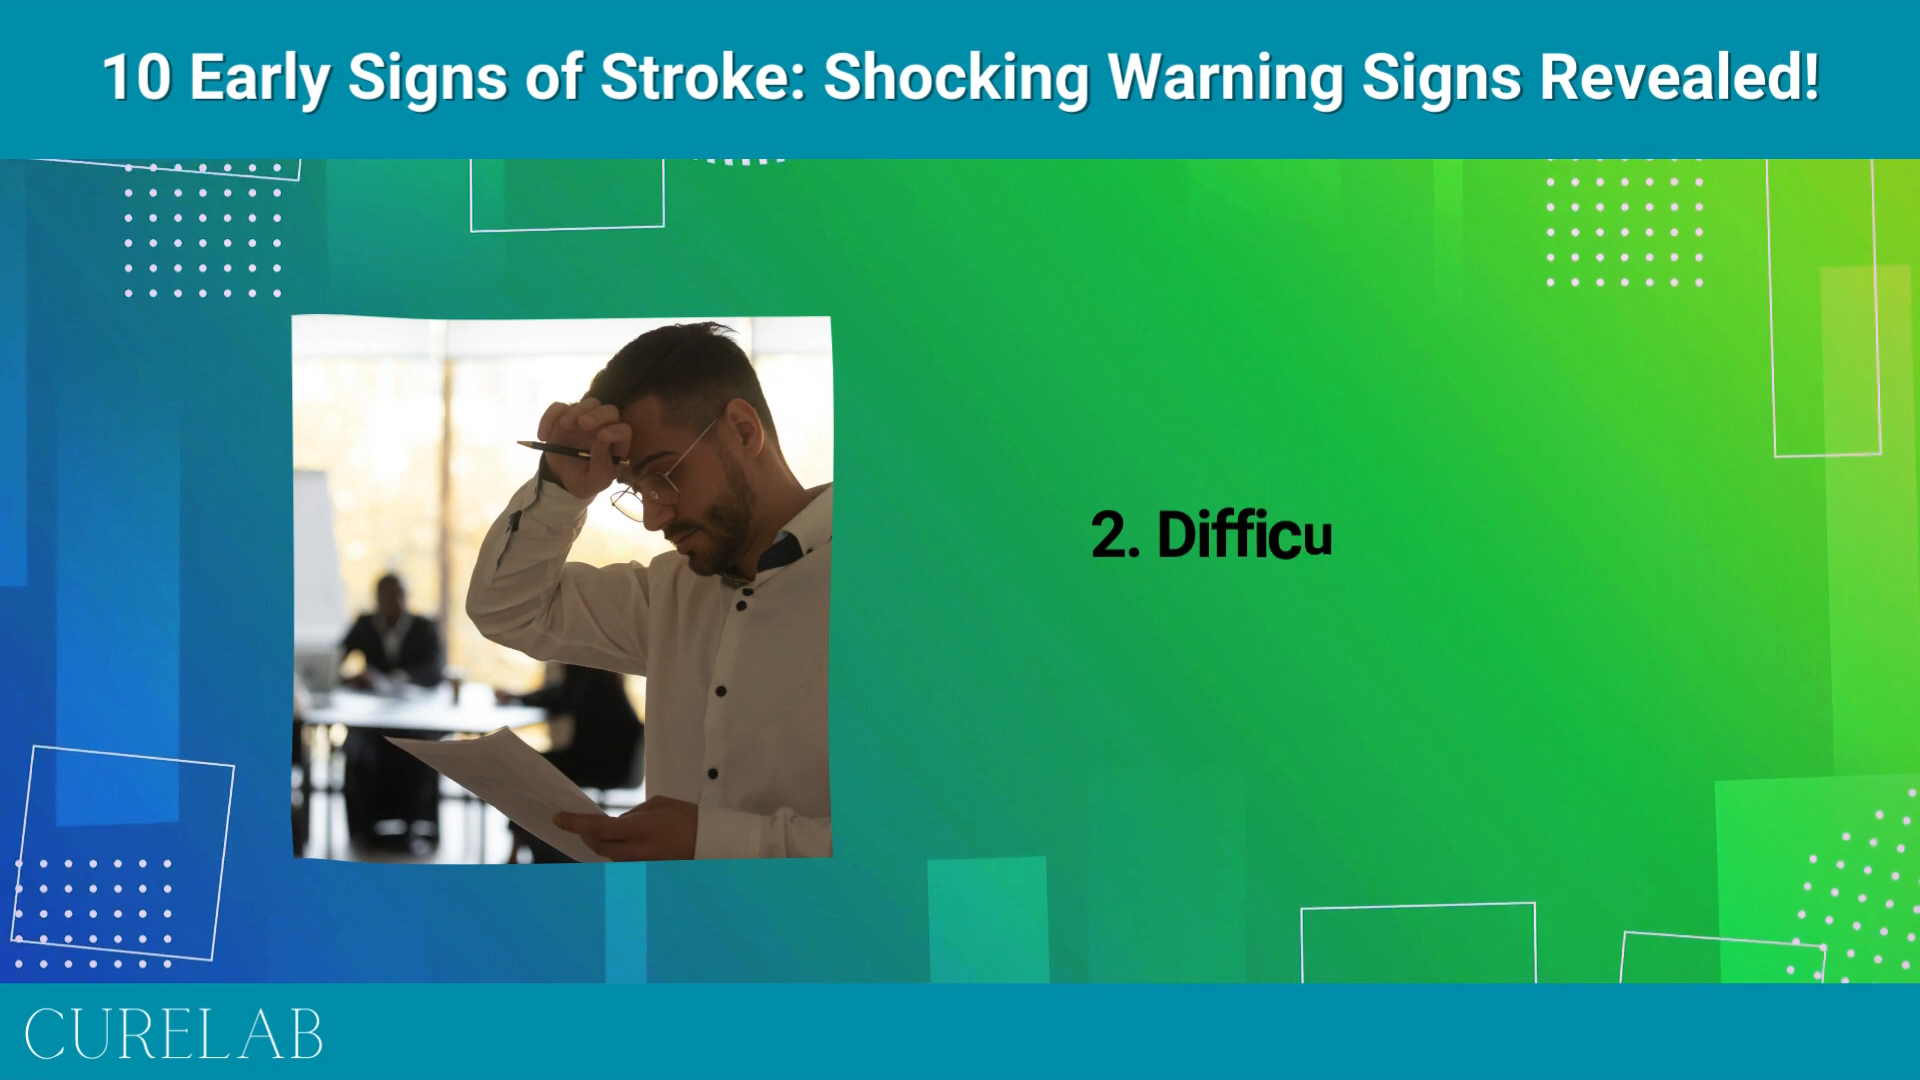 10 Early Signs of Stroke: Shocking Warning Signs Revealed!
2. Difficu
CURELAB